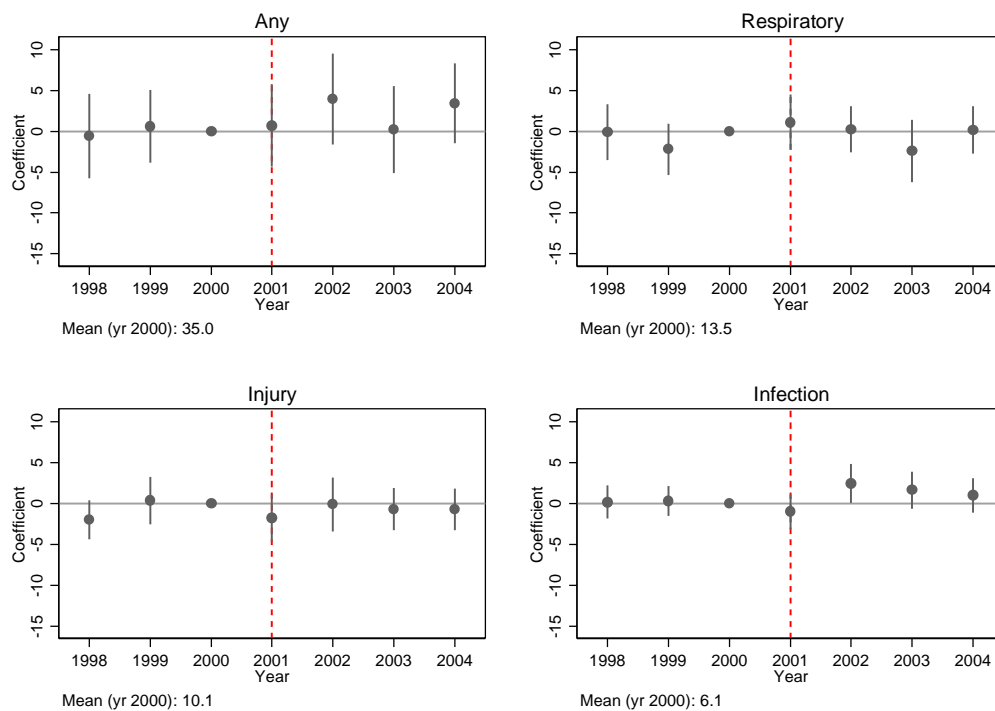 Any
Coefficient
10
5
0
-5
-10
-15
1998 1999 2000 2001 2002 2003 2004
Year
Mean (yr 2000): 35.0
Respiratory
Coefficient
10
5
0
-5
-10
-15
1998 1999 2000 2001 2002 2003 2004
Year
Mean (yr 2000): 13.5
Injury
Coefficient
10
5
0
-5
-10
-15
1998 1999 2000 2001 2002 2003 2004
Year
Mean (yr 2000): 10.1
Infection
Coefficient
10
5
0
-5
-10
-15
1998 1999 2000 2001 2002 2003 2004
Year
Mean (yr 2000): 6.1